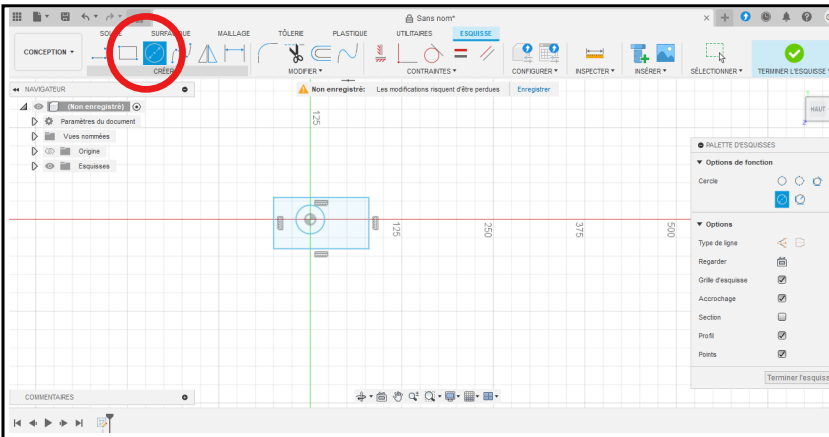 Sans nom*
SOLIDE SURFACIQUE MAILLAGE TÔLERIE PLASTIQUE UTILITAIRES ESQUISSE
CONCEPTION
CRÉER MODIFIER CONTRAINTES CONFIGURER INSPECTER INSÉRER SÉLECTIONNER TERMINER L'ESQUISSE
NAVIGATEUR
Non enregistré: Les modifications risquent d'être perdues Enregistrer
(Non enregistré)
Paramètres du document
Vues nommées
Origine
Esquisses
125
HAUT
Z
125 250 375 500
PALETTE D'ESQUISSES
Options de fonction
Cercle
Options
Type de ligne
Regarder
Grille d'esquisse
Accrochage
Section
Profil
Points
Terminer l'esquiss
COMMENTAIRES